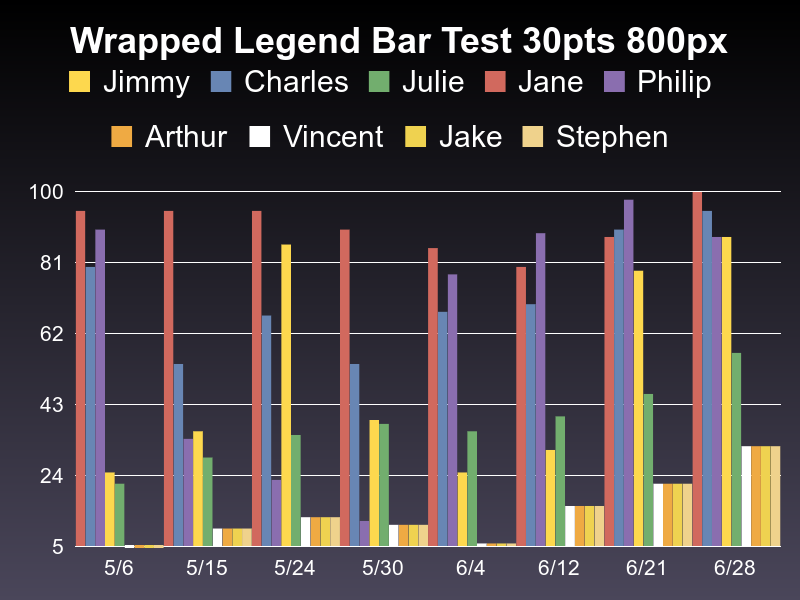 Wrapped Legend Bar Test 30pts 800px
Jimmy Charles Julie Jane Philip
Arthur Vincent Jake Stephen
100
81
62
43
24
5
5/6 5/15 5/24 5/30 6/4 6/12 6/21 6/28